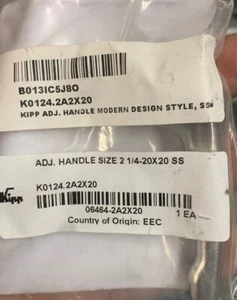 B013IC5J8O
K0124.2A2X20
KIPP ADJ. HANDLE MODERN DESIGN STYLE, SS
ADJ. HANDLE SIZE 2 1/4-20X20 SS
K0124.2A2X20
Kipp
06464-2A2X20
1 EA
Country of Origin: EEC